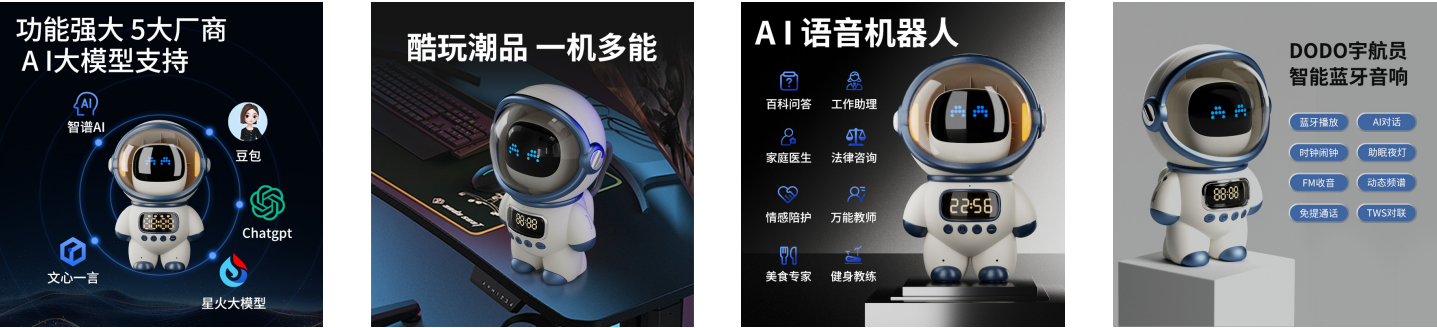 功能强大 5大厂商
AI大模型支持
智谱AI
豆包
Chatgpt
文心一言
星火大模型
酷玩潮品 一机多能
AI语音机器人
百科问答
工作助理
家庭医生
法律咨询
情感陪护
万能教师
美食专家
健身教练
22:56
DODO宇航员
智能蓝牙音响
蓝牙播放
AI对话
时钟闹钟
助眠夜灯
FM收音
动态频谱
免提通话
TWS对联